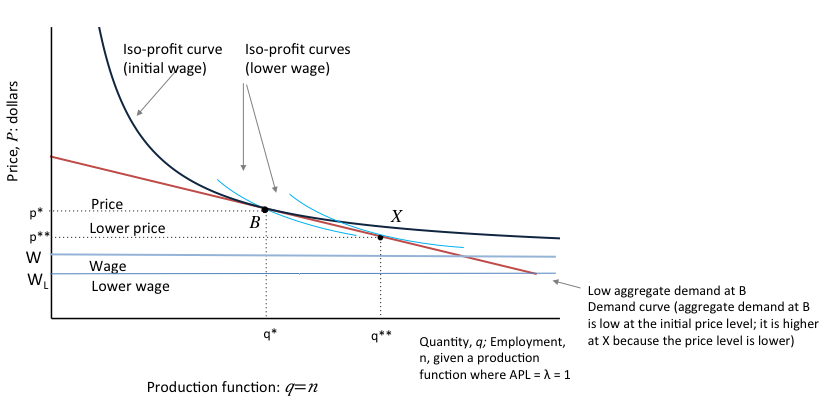 Iso-profit curve
(initial wage)
Iso-profit curves
(lower wage)
Price, P: dollars
p*
Price
B
X
p**
Lower price
W
Wage
W_L
Lower wage
Low aggregate demand at B
Demand curve (aggregate demand at B
is low at the initial price level; it is higher
at X because the price level is lower)
q*
q**
Quantity, q; Employment,
n, given a production
function where APL = λ = 1
Production function: q=n